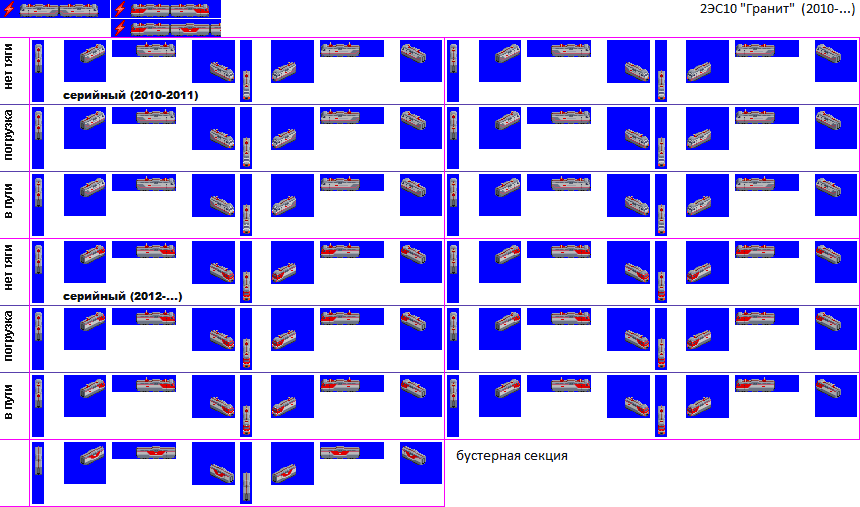 2ЭС10 "Гранит"  (2010-...)
нет тяги
серийный (2010-2011)
погрузка
в пути
нет тяги
серийный (2012-...)
погрузка
в пути
бустерная секция